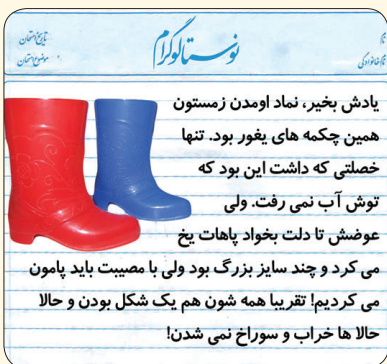 نام
نام خانوادگی
نوستالوگرام
تاریخ امتحان
موضوع امتحان
یادش بخیر، نماد اومدن زمستون
همین چکمه های یغور بود. تنها
خصلتی که داشت این بود که
توش آب نمی رفت. ولی
عوضش تا دلت بخواد پاهات یخ
می کرد و چند سایز بزرگ بود ولی با مصیبت باید پامون
می کردیم! تقریبا همه شون هم یک شکل بودن و حالا
حالا ها خراب و سوراخ نمی شدن!